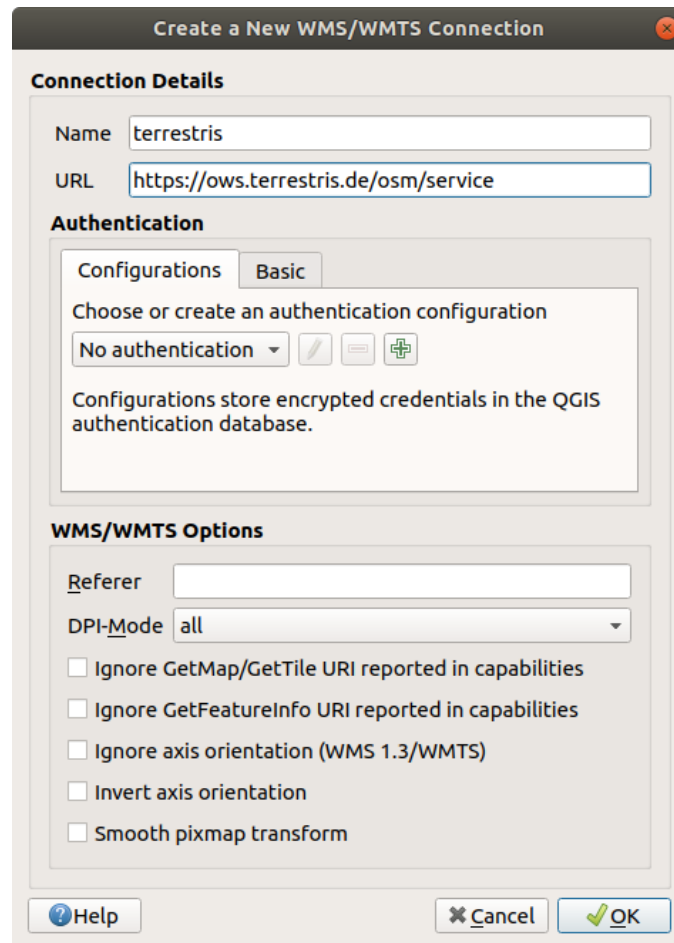 Create a New WMS/WMTS Connection
Connection Details
Name terrestris
URL https://ows.terrestris.de/osm/service
Authentication
Configurations Basic
Choose or create an authentication configuration
No authentication
Configurations store encrypted credentials in the QGIS
authentication database.
WMS/WMTS Options
Referer
DPI-Mode all
Ignore GetMap/GetTile URI reported in capabilities
Ignore GetFeatureInfo URI reported in capabilities
Ignore axis orientation (WMS 1.3/WMTS)
Invert axis orientation
Smooth pixmap transform
Help Cancel OK